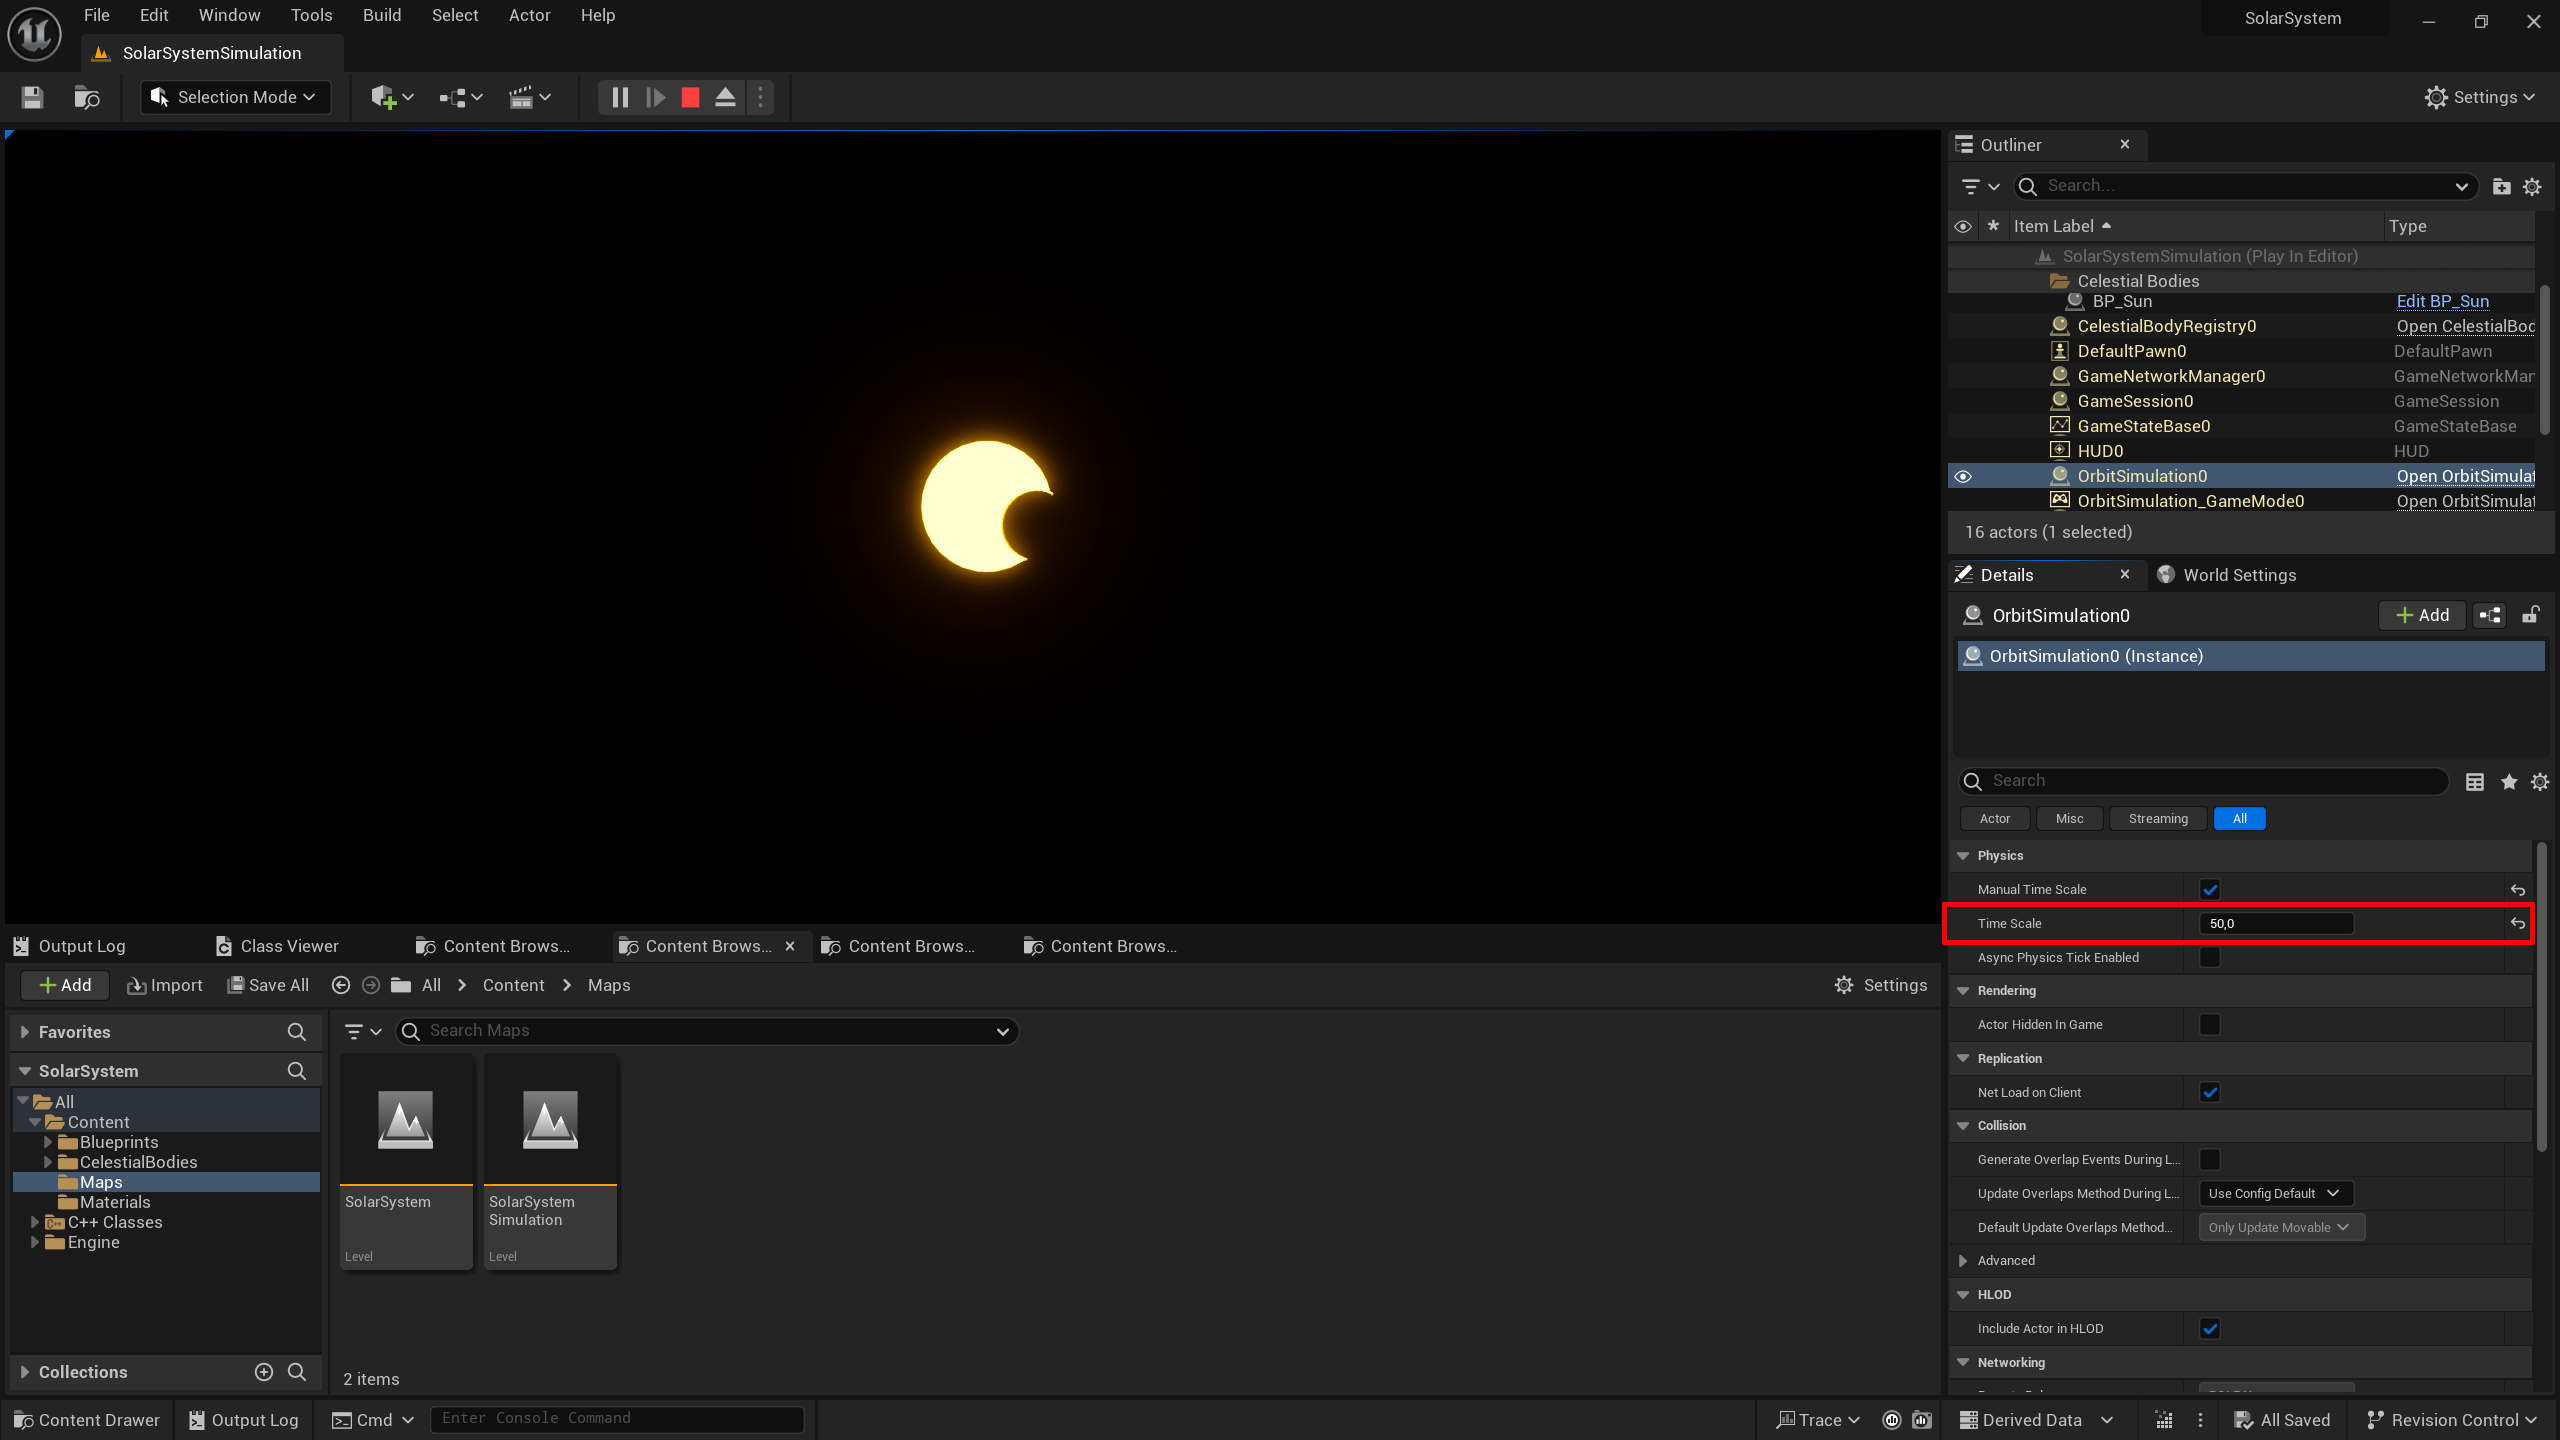 File Edit Window Tools Build Select Actor Help SolarSystem
SolarSystemSimulation
Selection Mode Settings
Outliner
Search...
Item Label Type
SolarSystemSimulation (Play In Editor)
Celestial Bodies
BP_Sun Edit BP_Sun
CelestialBodyRegistry0 Open CelestialBod
DefaultPawn0 DefaultPawn
GameNetworkManager0 GameNetworkMan
GameSession0 GameSession
GameStateBase0 GameStateBase
HUD0 HUD
OrbitSimulation0 Open OrbitSimulat
OrbitSimulation_GameMode0 Open OrbitSimulat
16 actors (1 selected)
Details World Settings
OrbitSimulation0 Add
OrbitSimulation0 (Instance)
Search
Actor Misc Streaming All
Physics
Manual Time Scale
Time Scale 50,0
Async Physics Tick Enabled
Rendering
Actor Hidden In Game
Replication
Net Load on Client
Collision
Generate Overlap Events During L...
Update Overlaps Method During L... Use Config Default
Default Update Overlaps Method... Only Update Movable
Advanced
HLOD
Include Actor in HLOD
Networking
Output Log Class Viewer Content Brows... Content Brows... Content Brows... Content Brows...
Add Import Save All All Content Maps Settings
Favorites
Search Maps
SolarSystem
All
Content
Blueprints
CelestialBodies
Maps
Materials
C++ Classes
Engine
SolarSystem
Level
SolarSystem
Simulation
Level
Collections
2 items
Content Drawer Output Log Cmd Enter Console Command Trace Derived Data All Saved Revision Control